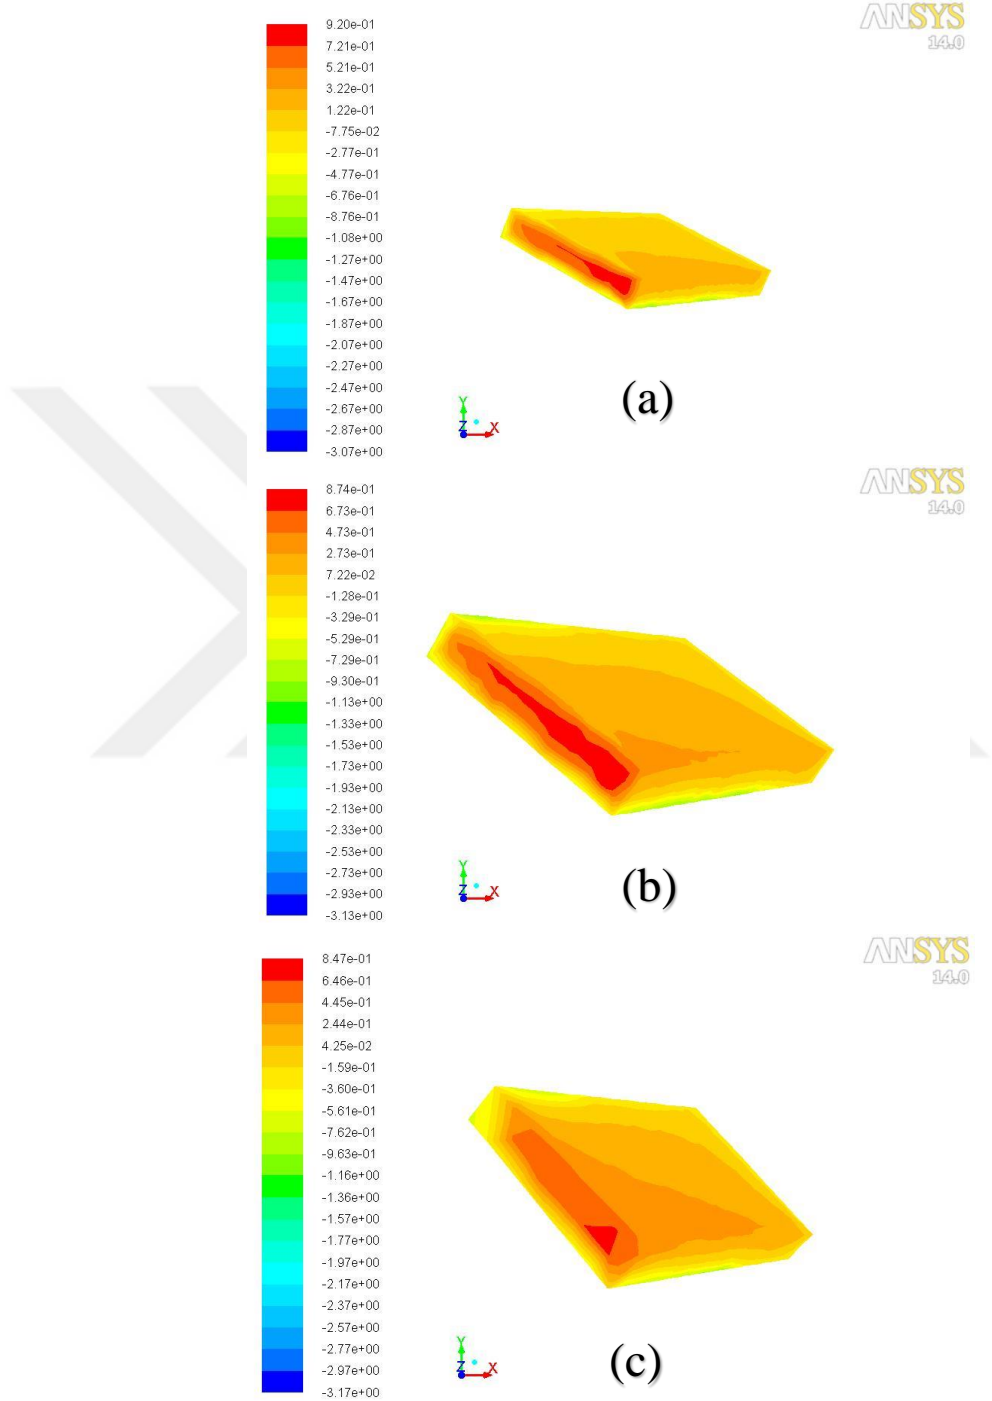 ANSYS
14.0
9.20e-01
7.21e-01
5.21e-01
3.22e-01
1.22e-01
-7.75e-02
-2.77e-01
-4.77e-01
-6.76e-01
-8.76e-01
-1.08e+00
-1.27e+00
-1.47e+00
-1.67e+00
-1.87e+00
-2.07e+00
-2.27e+00
-2.47e+00
-2.67e+00
-2.87e+00
-3.07e+00
Y
Z X
(a)
ANSYS
14.0
8.74e-01
6.73e-01
4.73e-01
2.73e-01
7.22e-02
-1.28e-01
-3.29e-01
-5.29e-01
-7.29e-01
-9.30e-01
-1.13e+00
-1.33e+00
-1.53e+00
-1.73e+00
-1.93e+00
-2.13e+00
-2.33e+00
-2.53e+00
-2.73e+00
-2.93e+00
-3.13e+00
Y
Z X
(b)
ANSYS
14.0
8.47e-01
6.46e-01
4.45e-01
2.44e-01
4.25e-02
-1.59e-01
-3.60e-01
-5.61e-01
-7.62e-01
-9.63e-01
-1.16e+00
-1.36e+00
-1.57e+00
-1.77e+00
-1.97e+00
-2.17e+00
-2.37e+00
-2.57e+00
-2.77e+00
-2.97e+00
-3.17e+00
Y
Z X
(c)